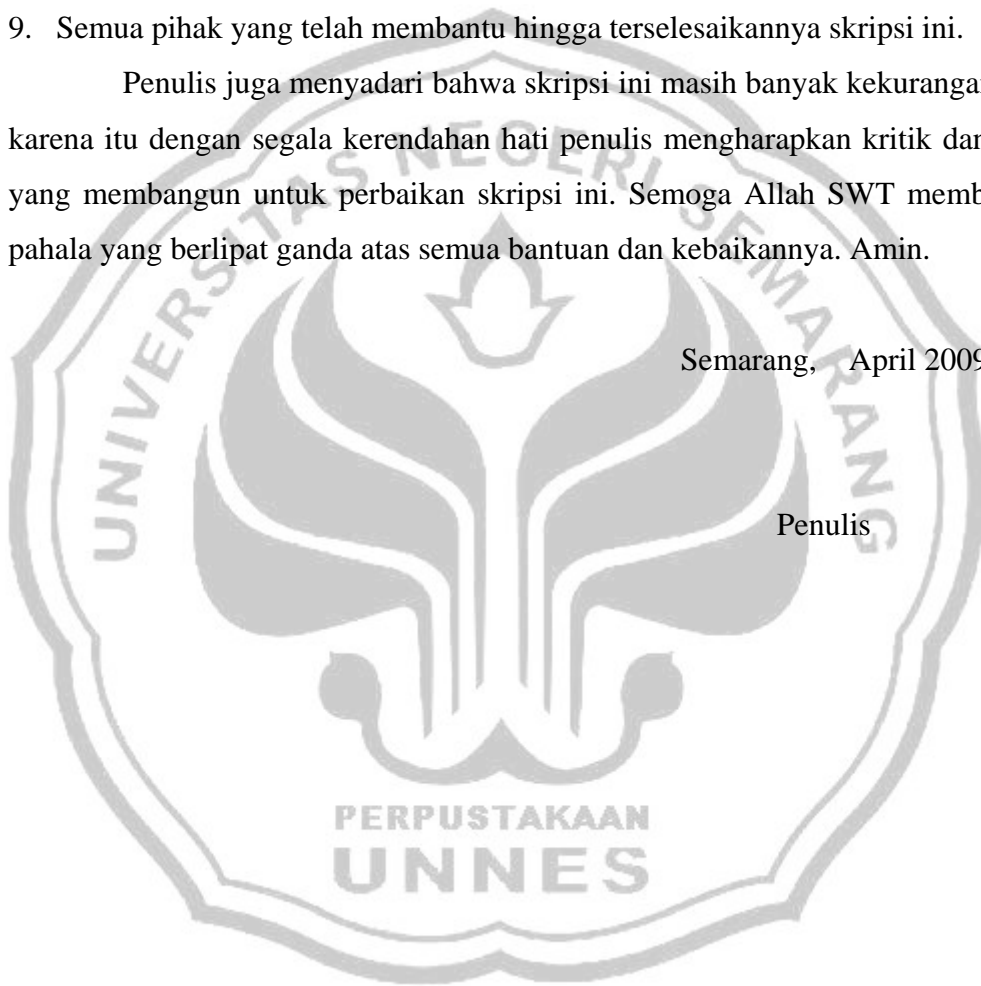 9. Semua pihak yang telah membantu hingga terselesaikannya skripsi ini.
Penulis juga menyadari bahwa skripsi ini masih banyak kekurangan
karena itu dengan segala kerendahan hati penulis mengharapkan kritik dan
yang membangun untuk perbaikan skripsi ini. Semoga Allah SWT memb
pahala yang berlipat ganda atas semua bantuan dan kebaikannya. Amin.
Semarang, April 2009
Penulis
UNIVERSITAS NEGERI SEMARANG
PERPUSTAKAAN
UNNES